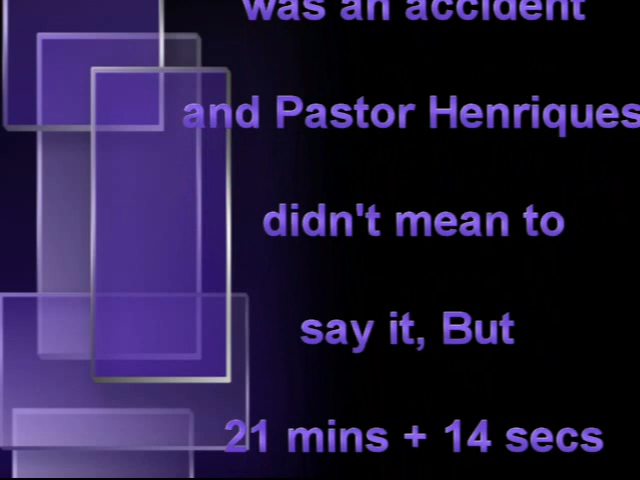 was an accident
and Pastor Henriques
didn't mean to
say it, But
21 mins + 14 secs